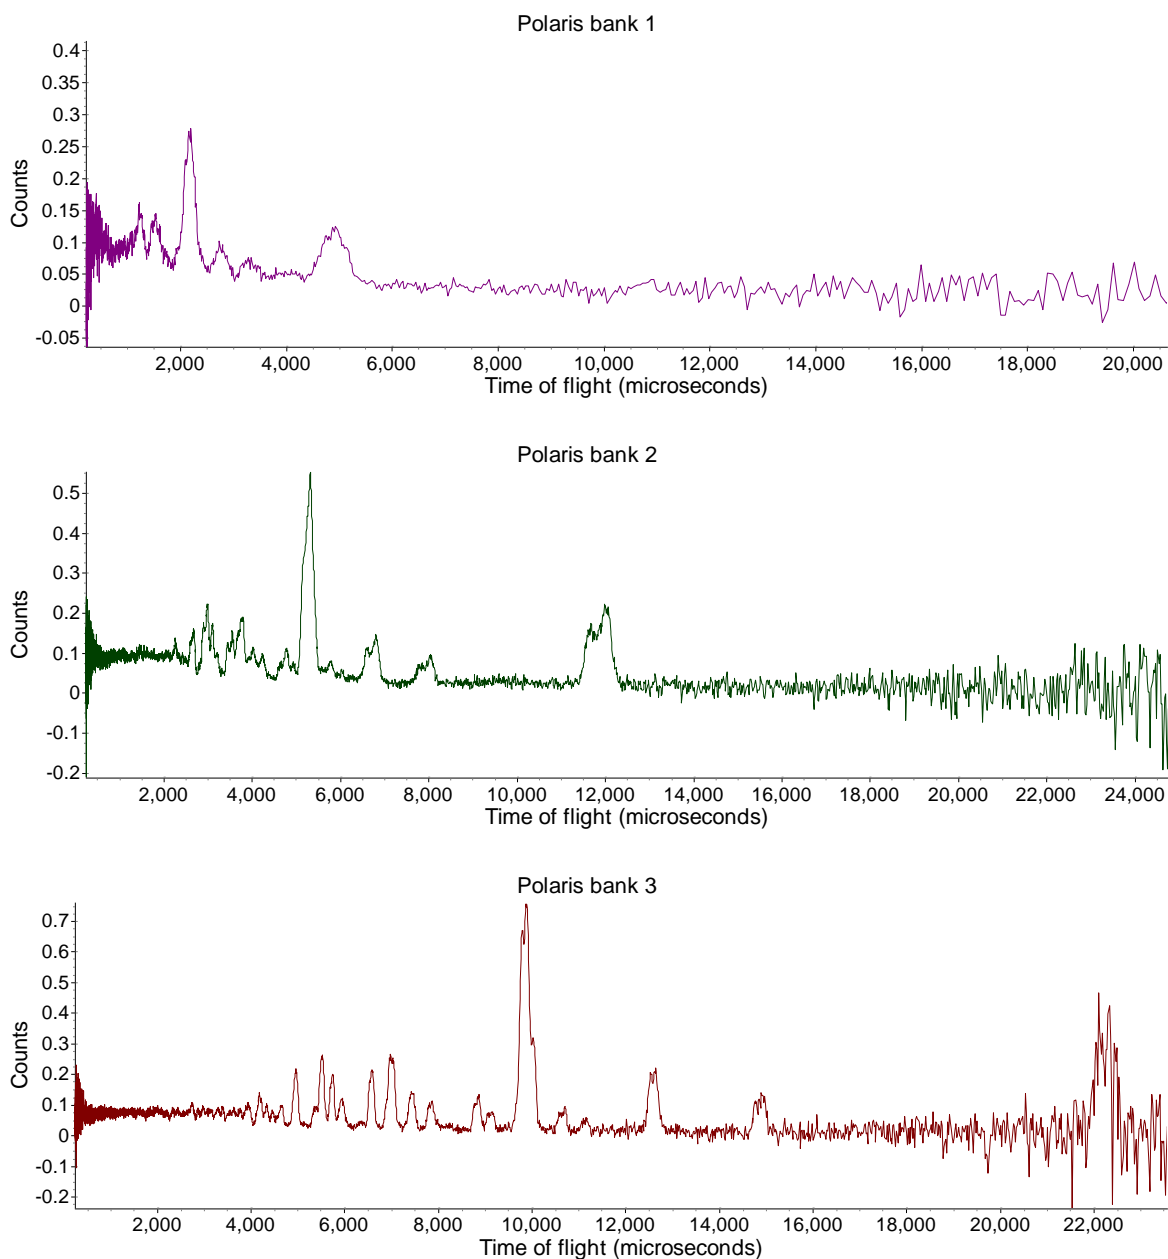 Polaris bank 1
0.4
0.35
0.3
0.25
0.2
0.15
0.1
0.05
0
-0.05
Counts
2,000 4,000 6,000 8,000 10,000 12,000 14,000 16,000 18,000 20,000
Time of flight (microseconds)
Polaris bank 2
0.5
0.4
0.3
0.2
0.1
0
-0.1
-0.2
Counts
2,000 4,000 6,000 8,000 10,000 12,000 14,000 16,000 18,000 20,000 22,000 24,000
Time of flight (microseconds)
Polaris bank 3
0.7
0.6
0.5
0.4
0.3
0.2
0.1
0
-0.1
-0.2
Counts
2,000 4,000 6,000 8,000 10,000 12,000 14,000 16,000 18,000 20,000 22,000
Time of flight (microseconds)